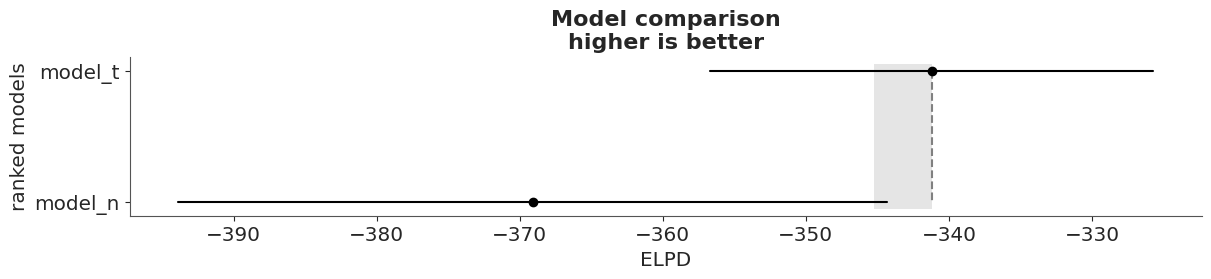 Model comparison
higher is better
ranked models
model_t
model_n
−390 −380 −370 −360 −350 −340 −330
ELPD